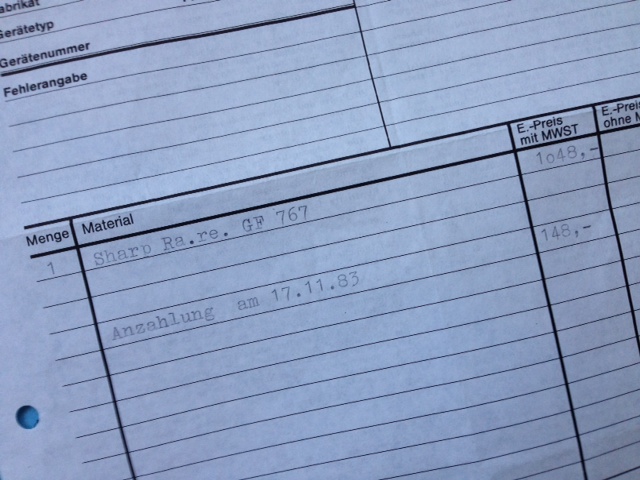 abrikat
Gerätetyp
Gerätenummer
Fehlerangabe
Menge Material E.-Preis mit MWST E.-Preis ohne M
1 Sharp Ra.re. GF 767 1o48,-
148,-
Anzahlung am 17.11.83